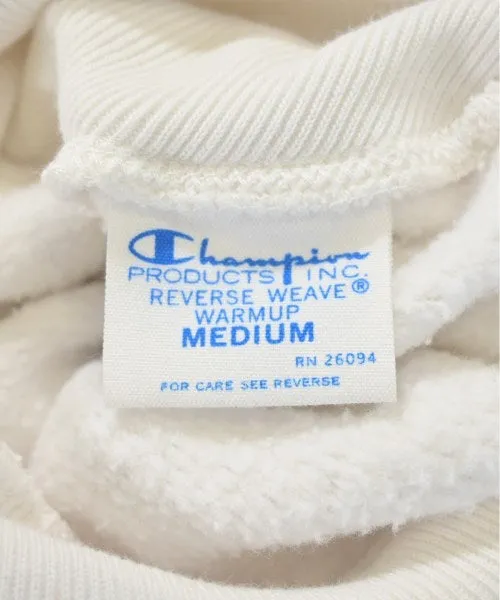 Champion
PRODUCTS INC.
REVERSE WEAVE®
WARMUP
MEDIUM
RN 26094
FOR CARE SEE REVERSE